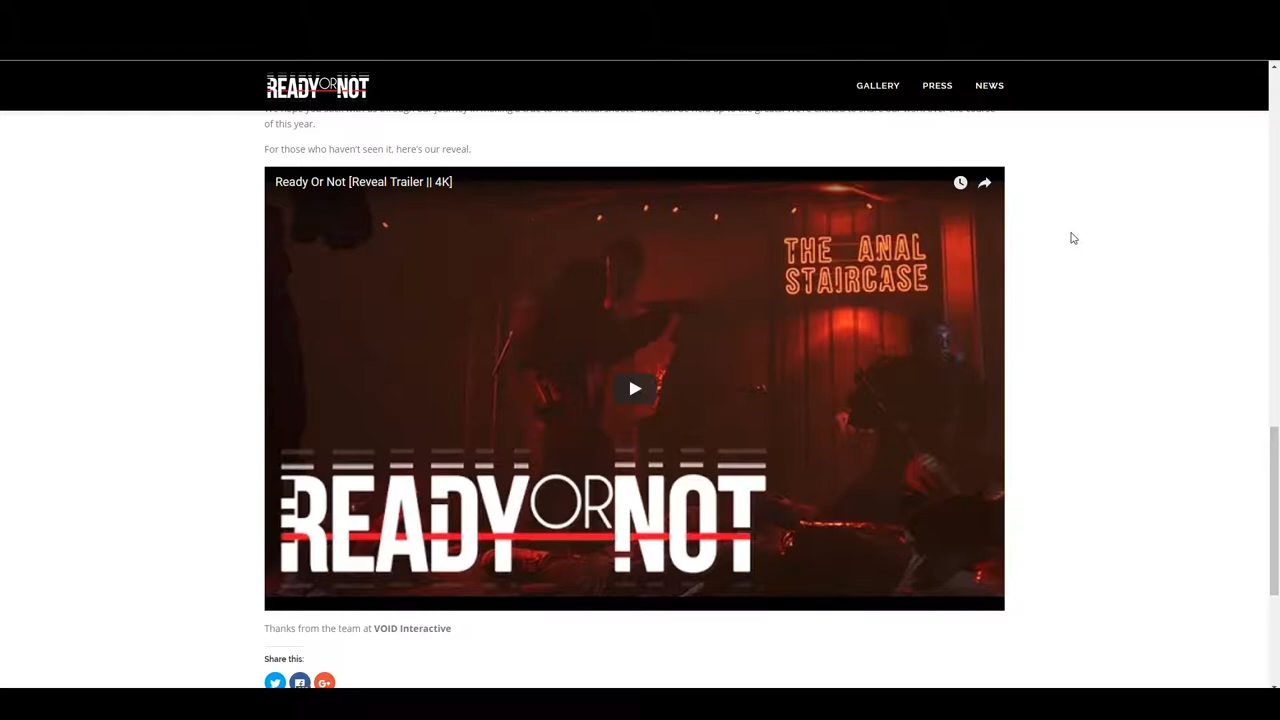 READY OR NOT
GALLERY
PRESS
NEWS
of this year.
For those who haven't seen it, here's our reveal.
Ready Or Not [Reveal Trailer || 4K]
THE ANAL
STAIRCASE
READY OR NOT
Thanks from the team at VOID Interactive
Share this: